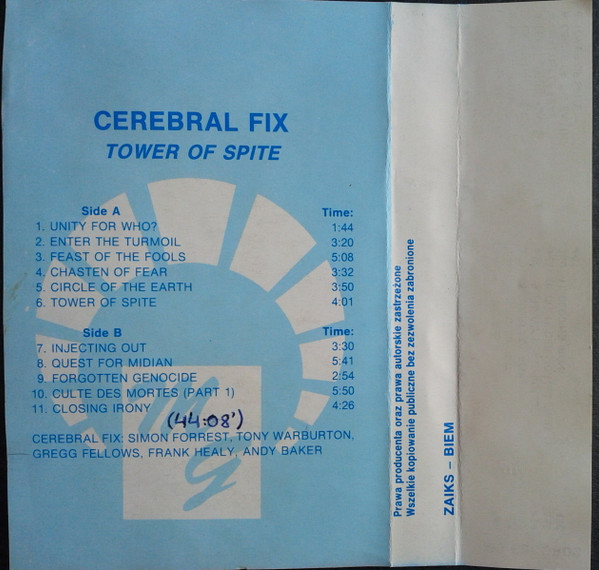 CEREBRAL FIX
TOWER OF SPITE
Side A Time:
1. UNITY FOR WHO? 1:44
2. ENTER THE TURMOIL 3:20
3. FEAST OF THE FOOLS 5:08
4. CHASTEN OF FEAR 3:32
5. CIRCLE OF THE EARTH 3:50
6. TOWER OF SPITE 4:01
Side B Time:
7. INJECTING OUT 3:30
8. QUEST FOR MIDIAN 5:41
9. FORGOTTEN GENOCIDE 2:54
10. CULTE DES MORTES (PART 1) 5:50
11. CLOSING IRONY 4:26
(44:08')
CEREBRAL FIX: SIMON FORREST, TONY WARBURTON,
GREGG FELLOWS, FRANK HEALY, ANDY BAKER
MG
Prawa producenta oraz prawa autorskie zastrzeżone
Wszelkie kopiowanie publiczne bez zezwolenia zabronione
ZAIKS – BIEM